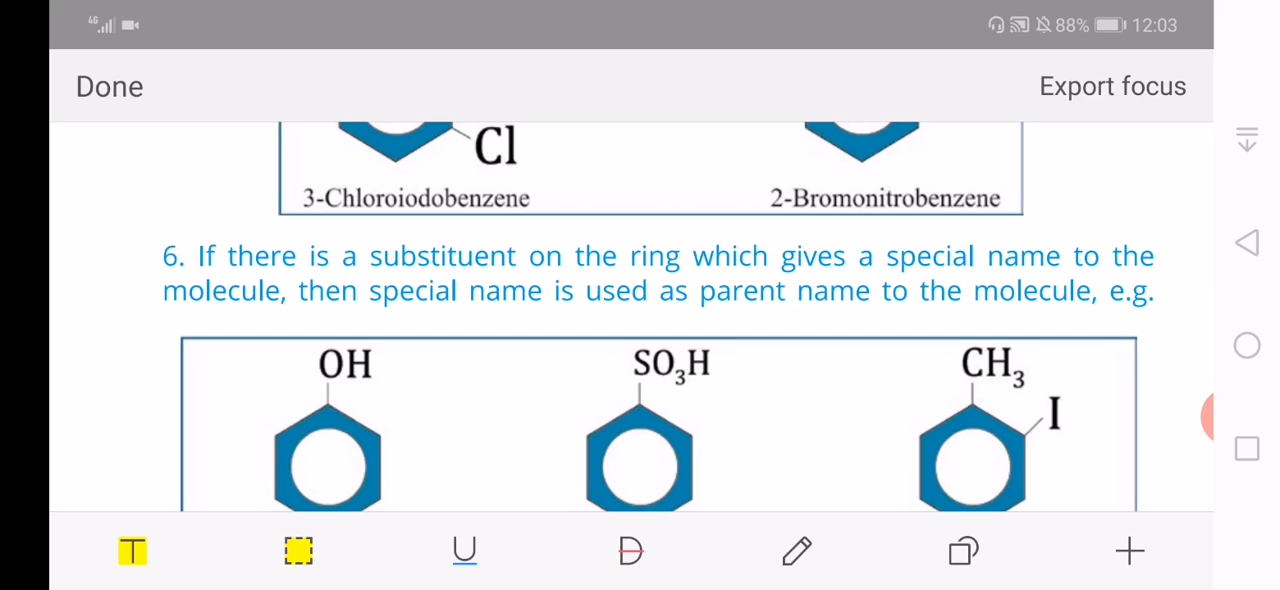 4G 88% 12:03
Done Export focus
Cl
3-Chloroiodobenzene 2-Bromonitrobenzene
6. If there is a substituent on the ring which gives a special name to the
molecule, then special name is used as parent name to the molecule, e.g.
OH SO₃H CH₃
I
T U D